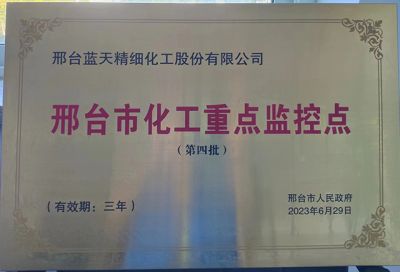 邢台蓝天精细化工股份有限公司
邢台市化工重点监控点
（第四批）
（有效期：三年）
邢台市人民政府
2023年6月29日